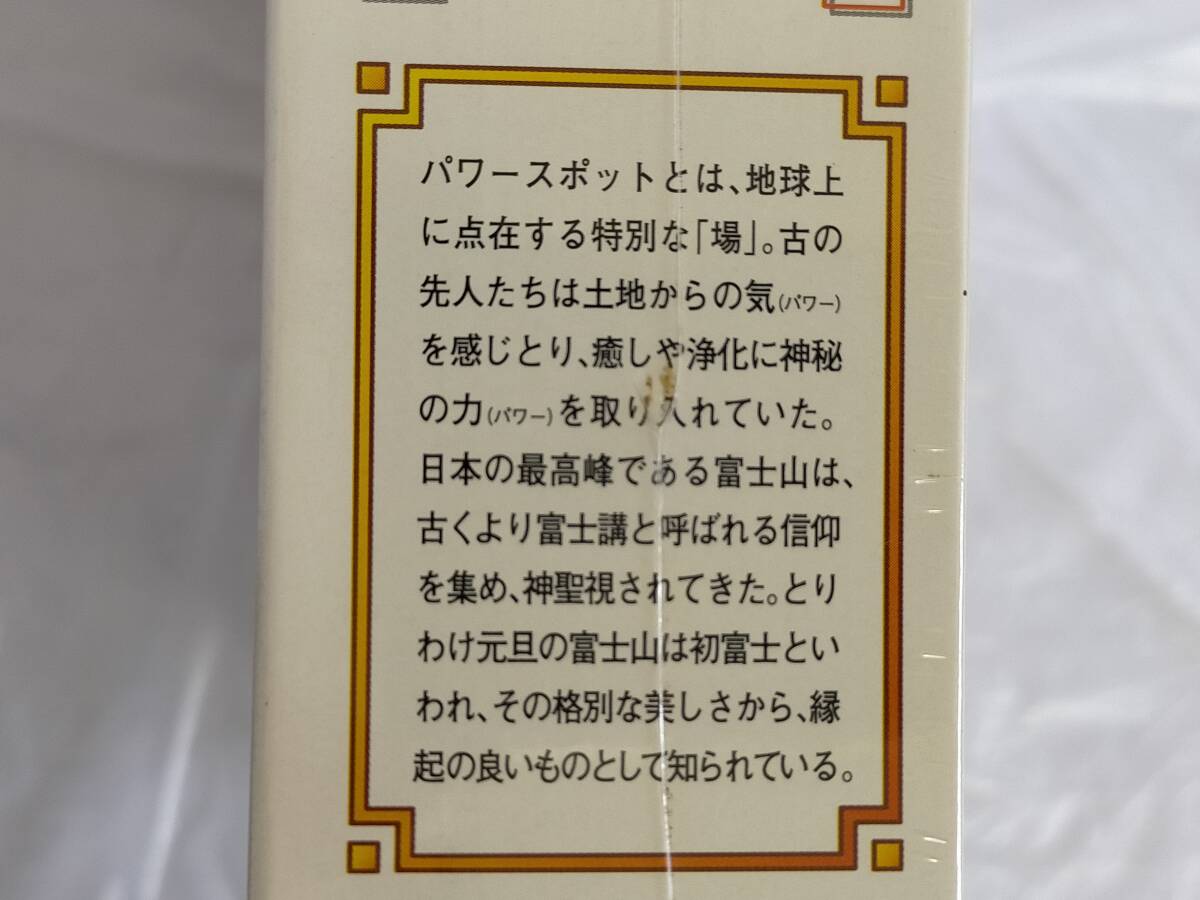 パワースポットとは、地球上
に点在する特別な「場」。古の
先人たちは土地からの気(パワー)
を感じとり、癒しや浄化に神秘
の力(パワー)を取り入れていた。
日本の最高峰である富士山は、
古くより富士講と呼ばれる信仰
を集め、神聖視されてきた。とり
わけ元旦の富士山は初富士とい
われ、その格別な美しさから、縁
起の良いものとして知られている。